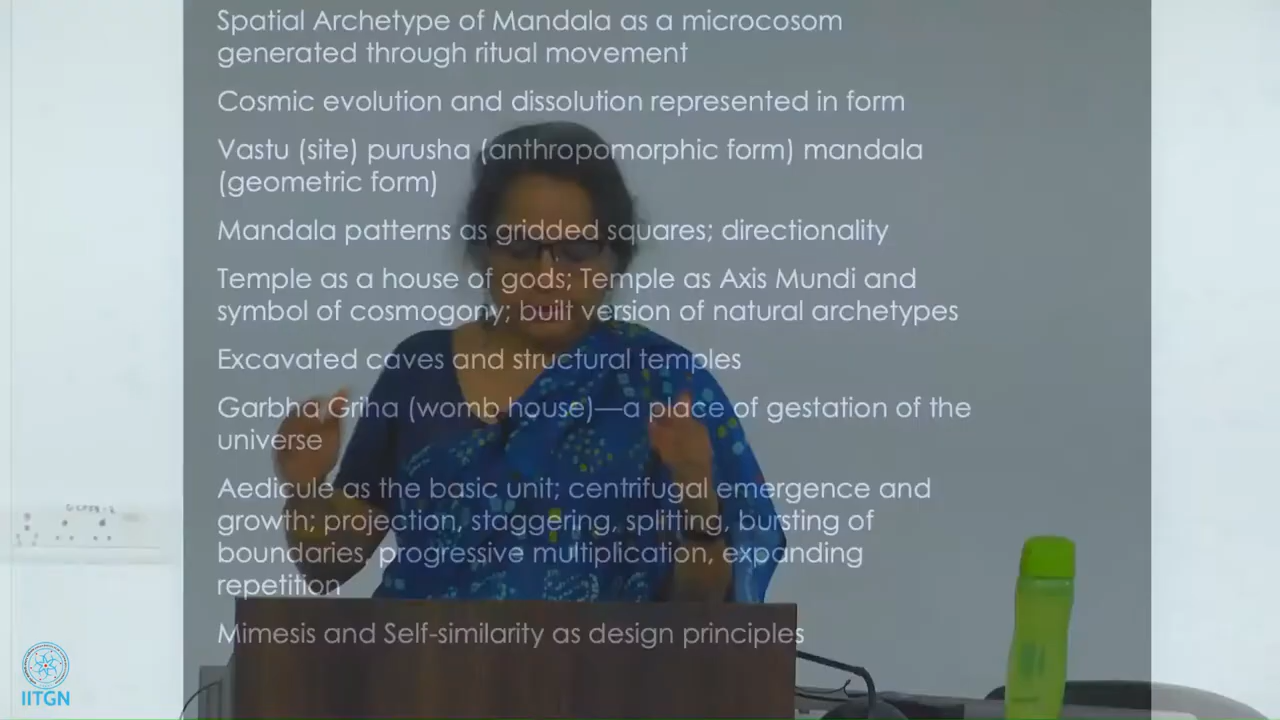 Spatial Archetype of Mandala as a microcosom
generated through ritual movement
Cosmic evolution and dissolution represented in form
Vastu (site) purusha (anthropomorphic form) mandala
(geometric form)
Mandala patterns as gridded squares; directionality
Temple as a house of gods; Temple as Axis Mundi and
symbol of cosmogony; built version of natural archetypes
Excavated caves and structural temples
Garbha Griha (womb house)—a place of gestation of the
universe
Aedicule as the basic unit; centrifugal emergence and
growth; projection, staggering, splitting, bursting of
boundaries, progressive multiplication, expanding
repetition
Mimesis and Self-similarity as design principles
IITGN